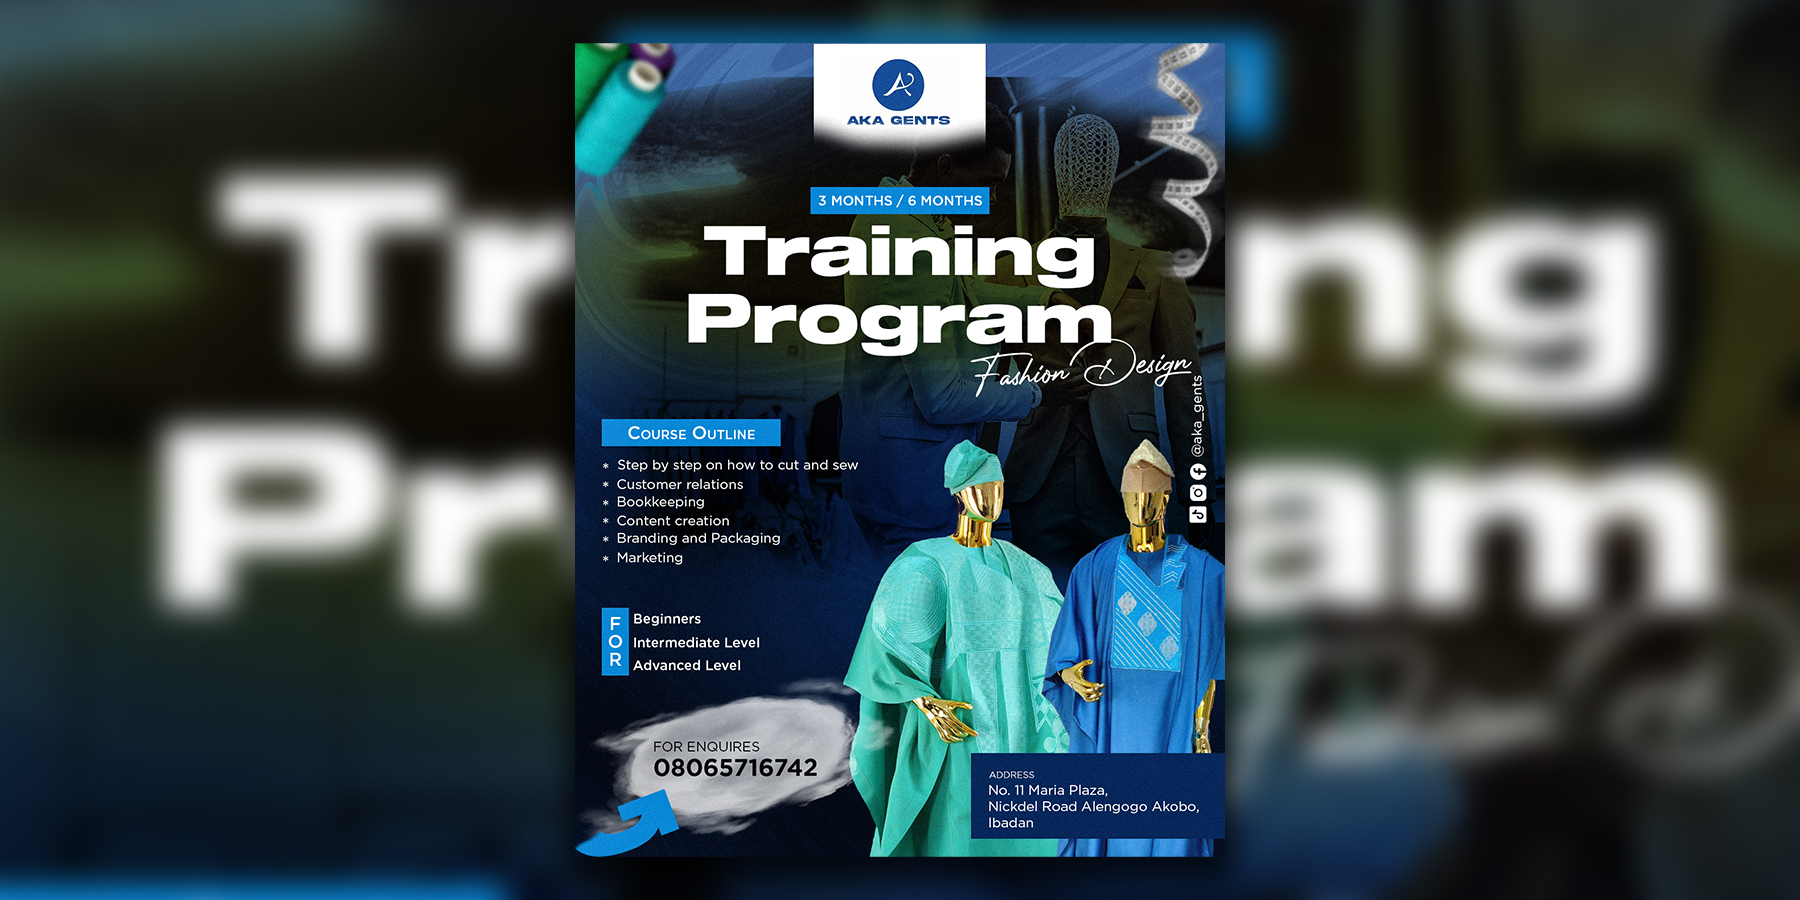 AKA GENTS
3 MONTHS / 6 MONTHS
Training
Program
Fashion Design
@aka_gents
COURSE OUTLINE
* Step by step on how to cut and sew
* Customer relations
* Bookkeeping
* Content creation
* Branding and Packaging
* Marketing
FOR
Beginners
Intermediate Level
Advanced Level
FOR ENQUIRES
08065716742
ADDRESS
No. 11 Maria Plaza,
Nickdel Road Alengogo Akobo,
Ibadan